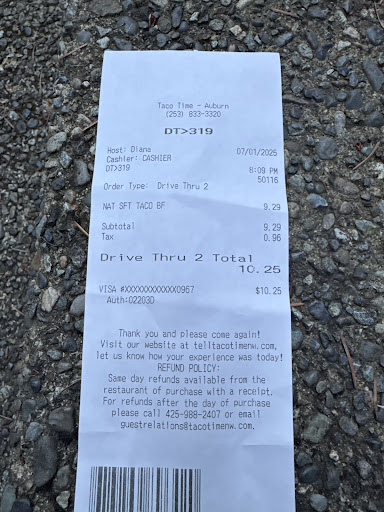 Taco Time - Auburn
(253) 833-3320
DT>319
Host: Diana 07/01/2025
Cashier: CASHIER
DT>319 8:09 PM
50116
Order Type: Drive Thru 2
NAT SFT TACO BF 9.29
Subtotal 9.29
Tax 0.96
Drive Thru 2 Total
10.25
VISA #XXXXXXXXXXXX0967 $10.25
Auth:022030
Thank you and please come again!
Visit our website at telltacotimenw.com,
let us know how your experience was today!
REFUND POLICY:
Same day refunds available from the
restaurant of purchase with a receipt.
For refunds after the day of purchase
please call 425-988-2407 or email
guestrelations@tacotimenw.com.